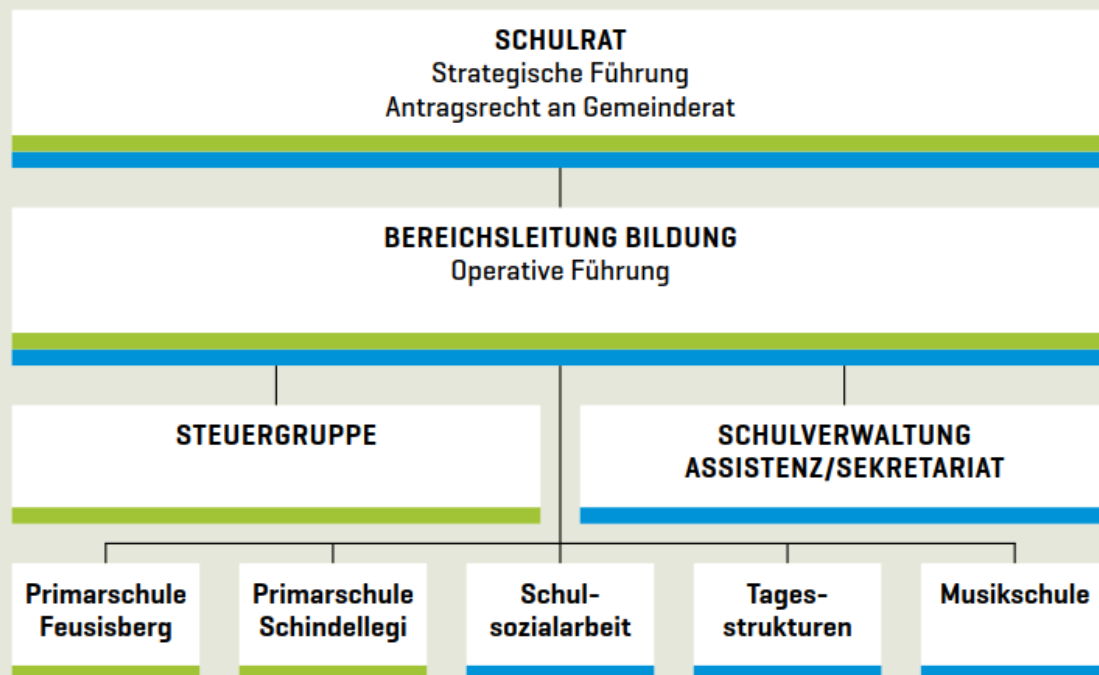 SCHULRAT
Strategische Führung
Antragsrecht an Gemeinderat
BEREICHSLEITUNG BILDUNG
Operative Führung
STEUERGRUPPE
SCHULVERWALTUNG
ASSISTENZ/SEKRETARIAT
Primarschule
Feusisberg
Primarschule
Schindellegi
Schul-
sozialarbeit
Tages-
strukturen
Musikschule